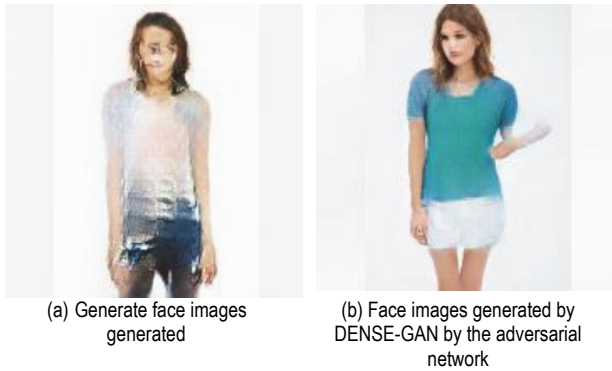 (a) Generate face images
generated
(b) Face images generated by
DENSE-GAN by the adversarial
network